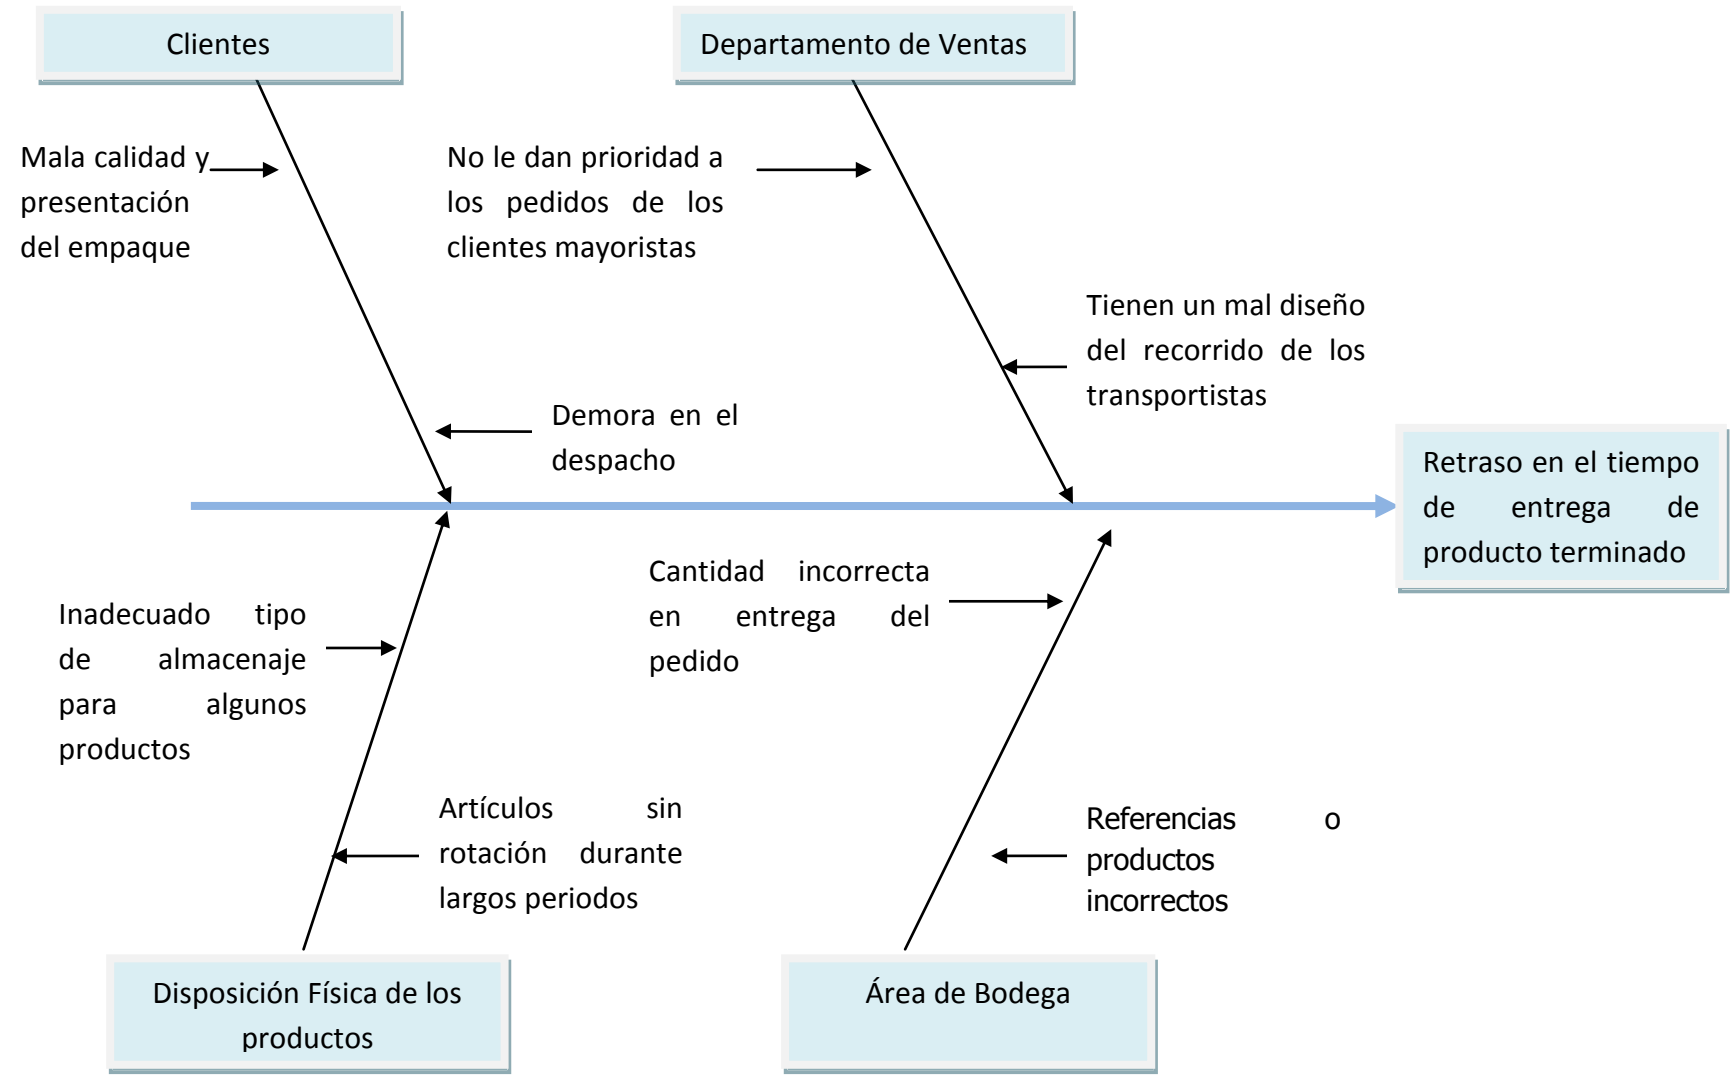 Clientes
Departamento de Ventas
Mala calidad y
presentación
del empaque
No le dan prioridad a
los pedidos de los
clientes mayoristas
Tienen un mal diseño
del recorrido de los
transportistas
Demora en el
despacho
Retraso en el tiempo
de entrega de
producto terminado
Inadecuado tipo
de almacenaje
para algunos
productos
Cantidad incorrecta
en entrega del
pedido
Artículos sin
rotación durante
largos periodos
Referencias o
productos
incorrectos
Disposición Física de los
productos
Área de Bodega